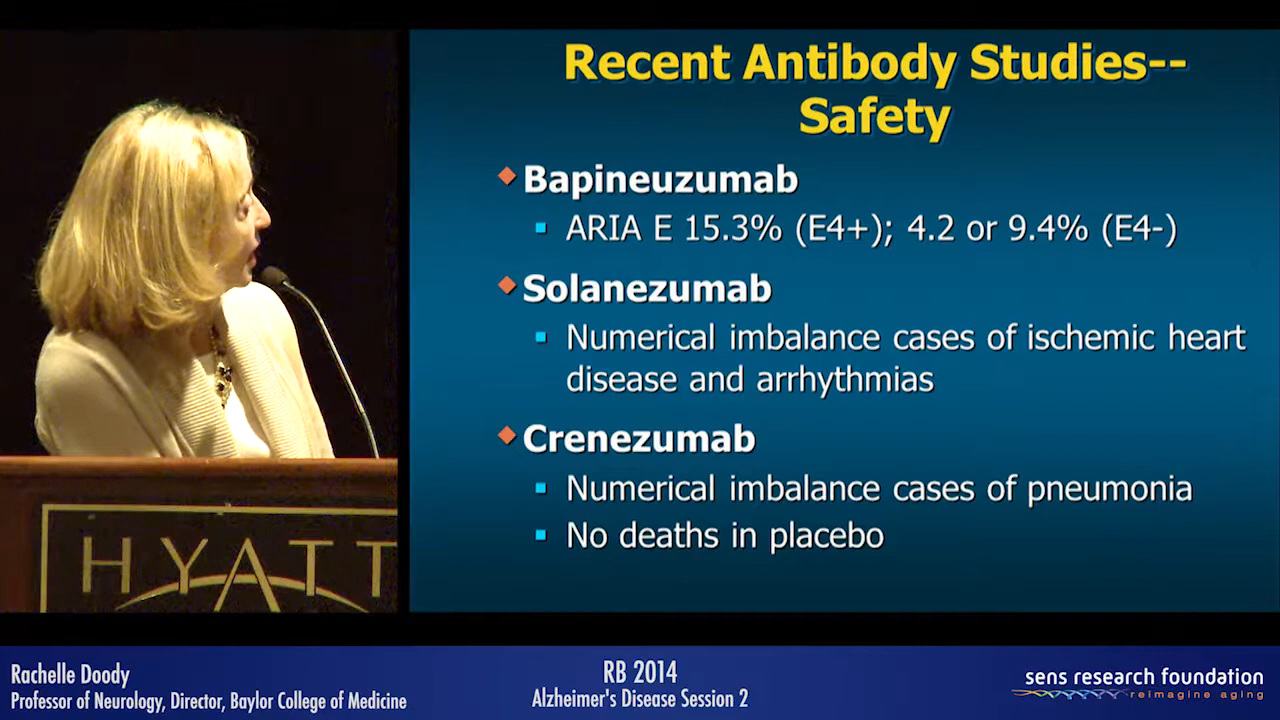 Recent Antibody Studies--
Safety
Bapineuzumab
ARIA E 15.3% (E4+); 4.2 or 9.4% (E4-)
Solanezumab
Numerical imbalance cases of ischemic heart
disease and arrhythmias
Crenezumab
Numerical imbalance cases of pneumonia
No deaths in placebo
HYATT
Rachelle Doody
Professor of Neurology, Director, Baylor College of Medicine
RB 2014
Alzheimer's Disease Session 2
sens research foundation
reimagine aging